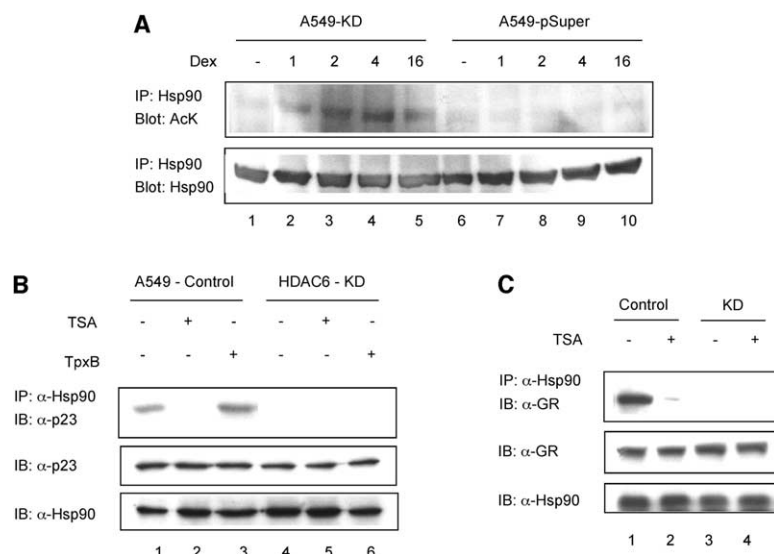 A
A549-KD A549-pSuper
Dex - 1 2 4 16 - 1 2 4 16
IP: Hsp90
Blot: AcK
IP: Hsp90
Blot: Hsp90
1 2 3 4 5 6 7 8 9 10
B
A549 - Control HDAC6 - KD
TSA - + - - + -
TpxB - - + - - +
IP: α-Hsp90
IB: α-p23
IB: α-p23
IB: α-Hsp90
1 2 3 4 5 6
C
Control KD
TSA - + - +
IP: α-Hsp90
IB: α-GR
IB: α-GR
IB: α-Hsp90
1 2 3 4